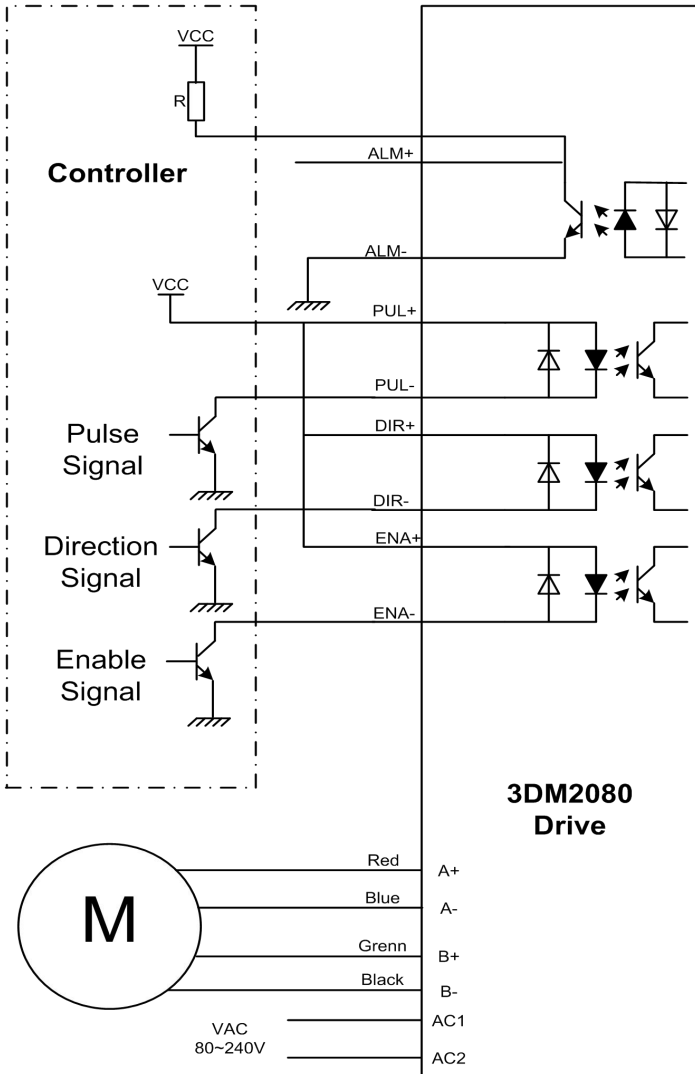 VCC
R
ALM+
Controller
ALM-
VCC
PUL+
PUL-
DIR+
Pulse
Signal
DIR-
ENA+
Direction
Signal
ENA-
Enable
Signal
3DM2080
Drive
Red
A+
M
Blue
A-
Grenn
B+
Black
B-
AC1
VAC
80~240V
AC2